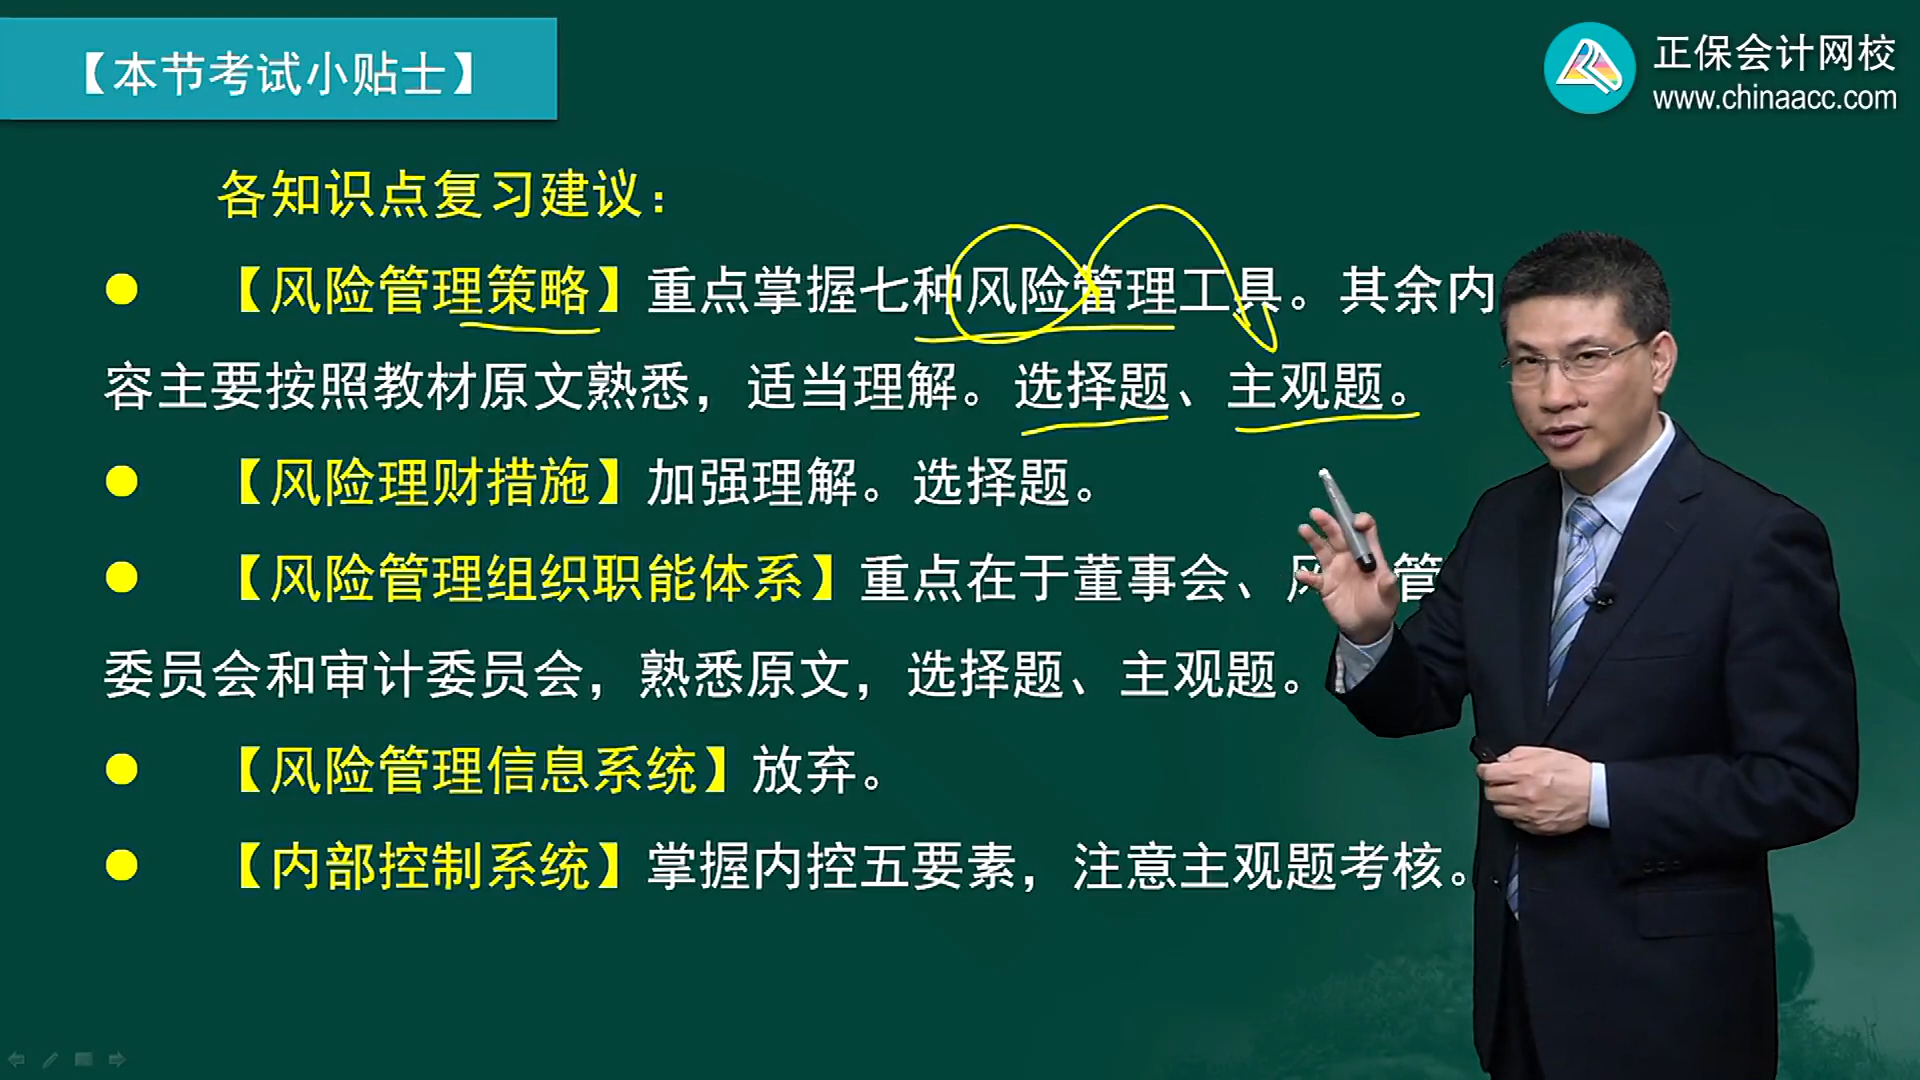 【本节考试小贴士】
正保会计网校
www.chinaacc.com
各知识点复习建议：
【风险管理策略】重点掌握七种风险管理工具。其余内
容主要按照教材原文熟悉，适当理解。选择题、主观题。
【风险理财措施】加强理解。选择题。
【风险管理组织职能体系】重点在于董事会、风 管
委员会和审计委员会，熟悉原文，选择题、主观题。
【风险管理信息系统】放弃。
【内部控制系统】掌握内控五要素，注意主观题考核。